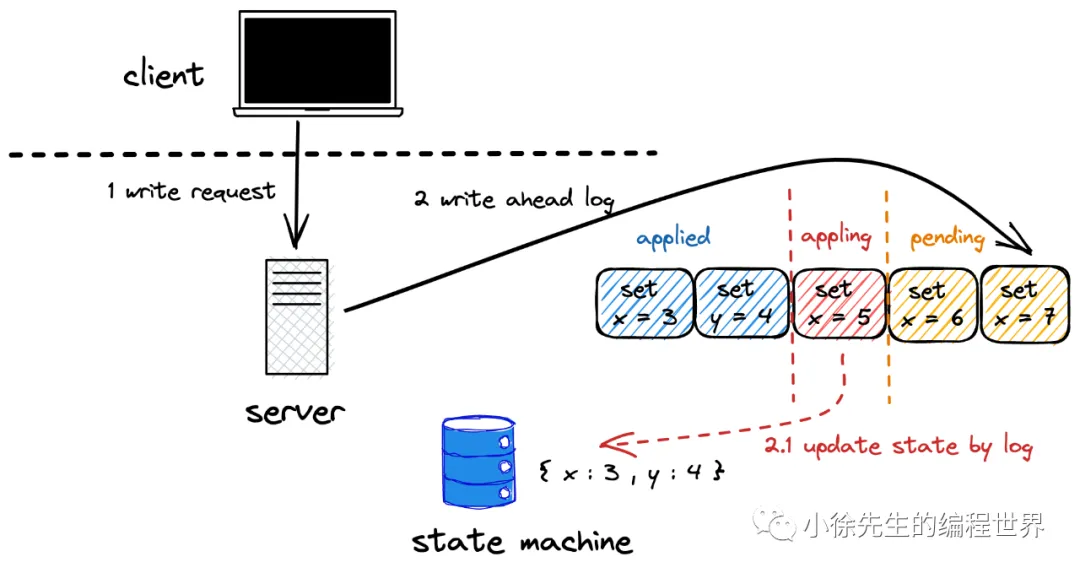 client
1 write request
2 write ahead log
applied
appling
pending
set
x = 3
set
y = 4
set
x = 5
set
x = 6
set
x = 7
server
2.1 update state by log
{ x : 3 , y : 4 }
state machine
小徐先生的编程世界